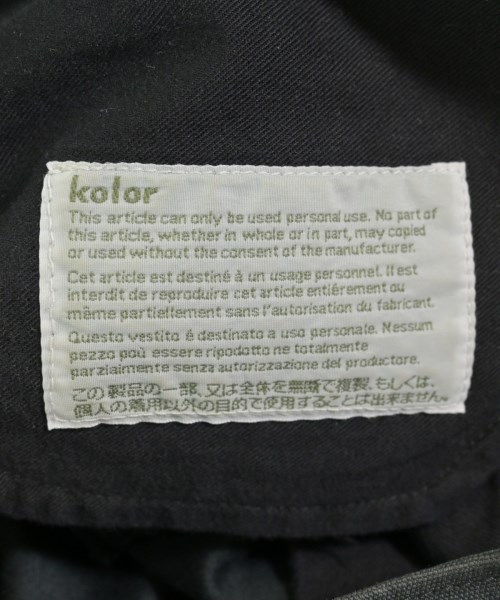 kolor
This article can only be used personal use. No part of
this article, whether in whole or in part, may copied
or used without the consent of the manufacturer.
Cet article est destiné à un usage personnel. Il est
interdit de reproduire cet article entiérement ou
même partiellement sans l'autorisation du fabricant.
Questo vestito é destinato a uso personale. Nessum
pezzo poù essere ripodotto ne totalmente
parzialmente senza autorizzazione del productore.
この製品の一部、又は全体を無断で複製、もしくは、
個人の着用以外の目的で使用することは出来ません。